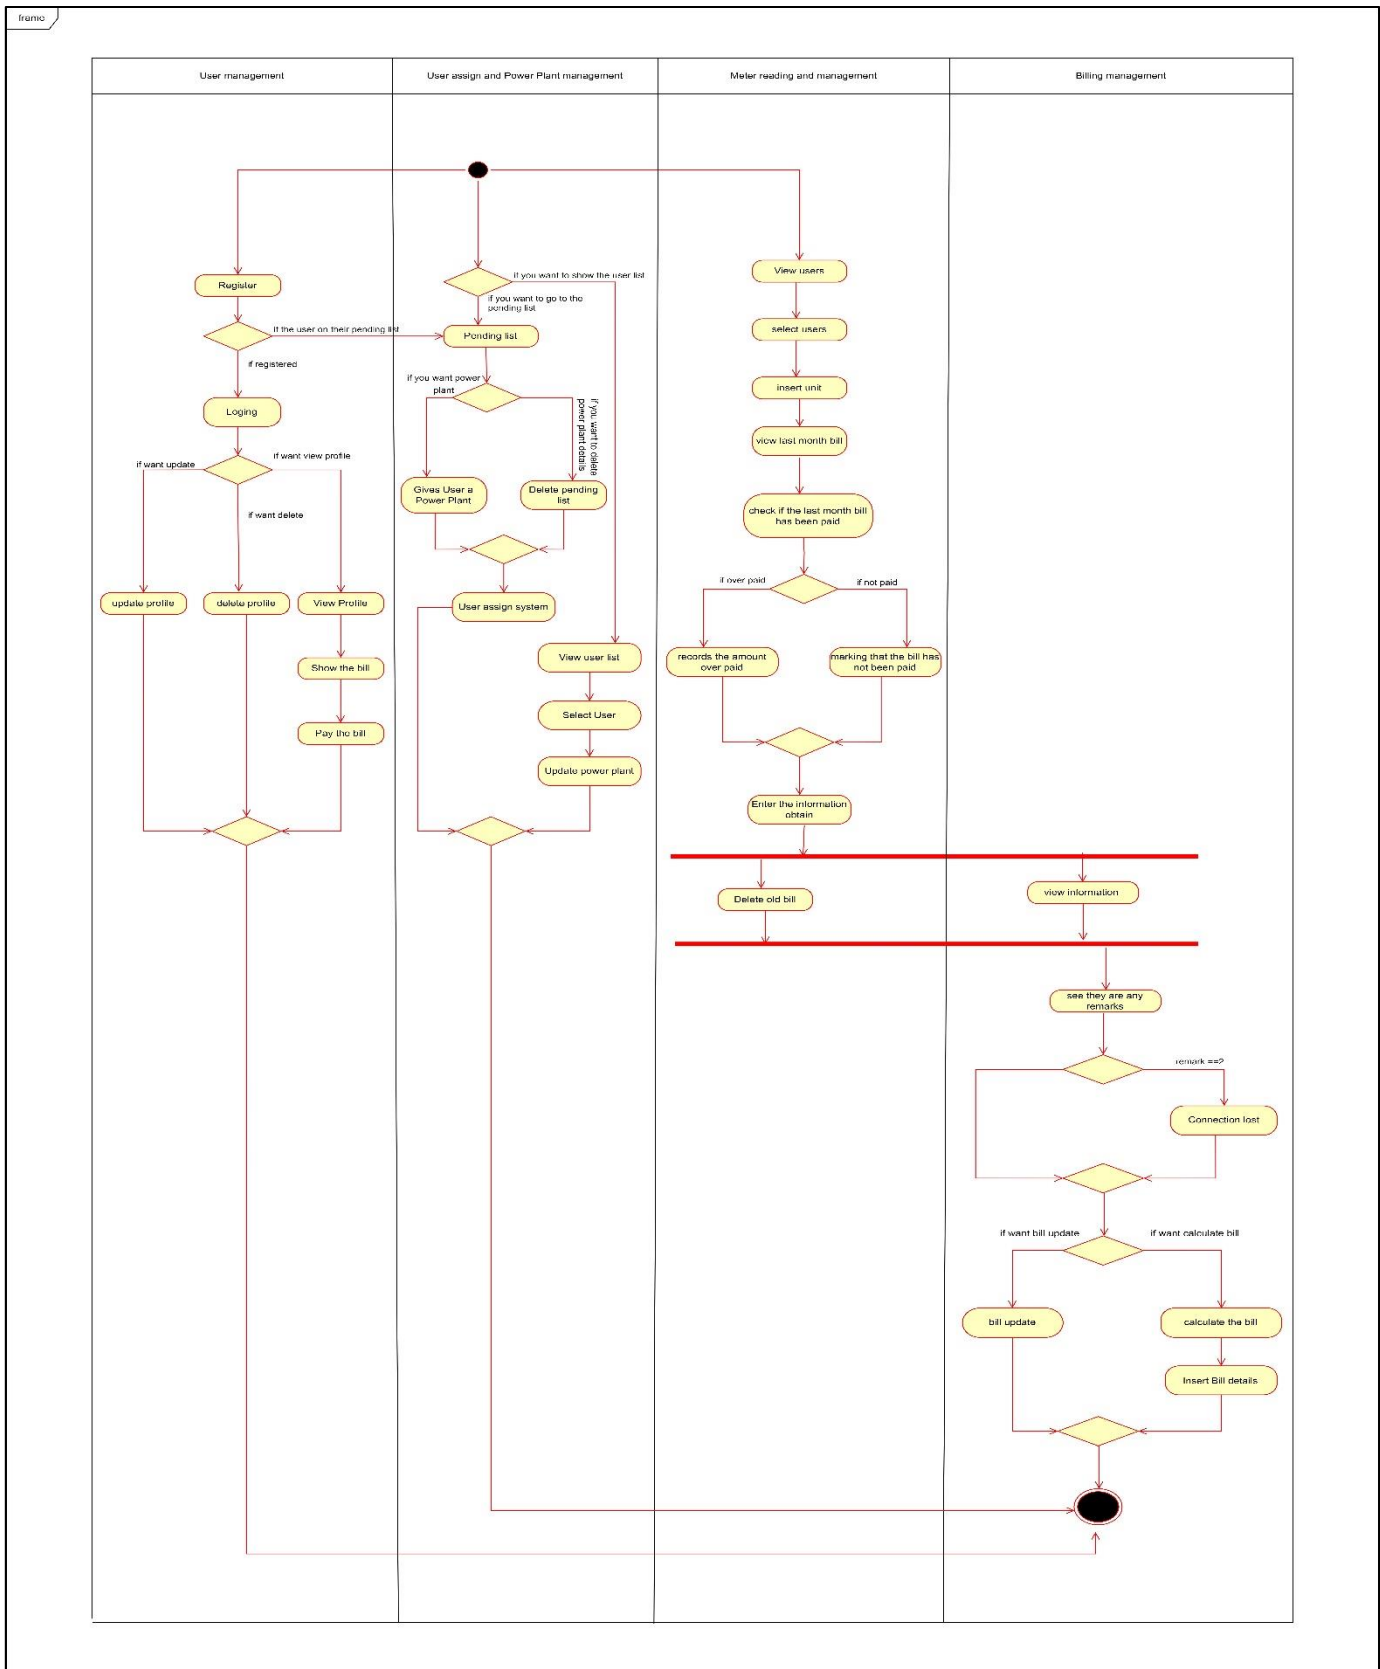 frame
User management
User assign and Power Plant management
Meter reading and management
Billing management
Register
if the user on their pending list
if registered
Loging
if want update
if want view profile
if want delete
update profile
delete profile
View Profile
Show the bill
Pay the bill
if you want to show the user list
if you want to go to the
pending list
Pending list
if you want power
plant
if you want to delete
power plant details
Gives User a
Power Plant
Delete pending
list
User assign system
View user list
Select User
Update power plant
View users
select users
insert unit
view last month bill
check if the last month bill
has been paid
if over paid
if not paid
records the amount
over paid
marking that the bill has
not been paid
Enter the information
obtain
Delete old bill
view information
see they are any
remarks
remark ==2
Connection lost
if want bill update
if want calculate bill
bill update
calculate the bill
Insert Bill details